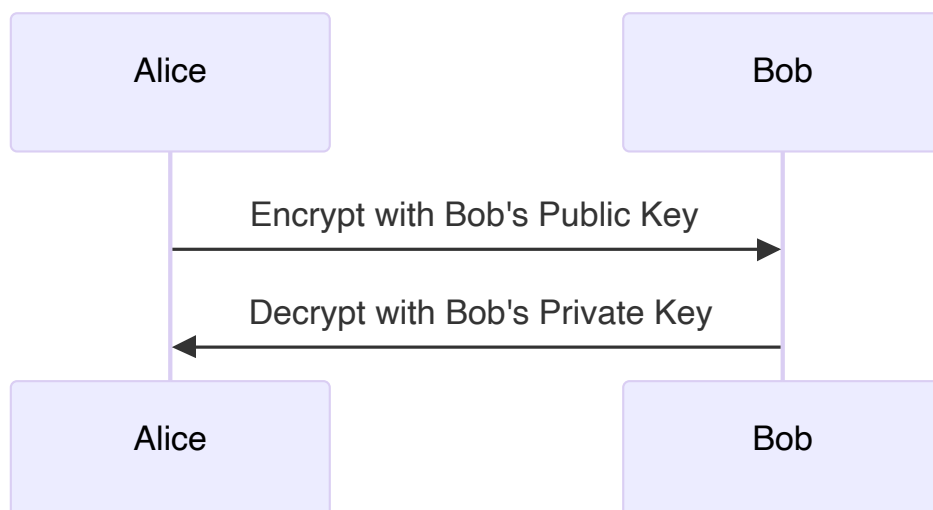 Alice
Bob
Encrypt with Bob's Public Key
Decrypt with Bob's Private Key
Alice
Bob